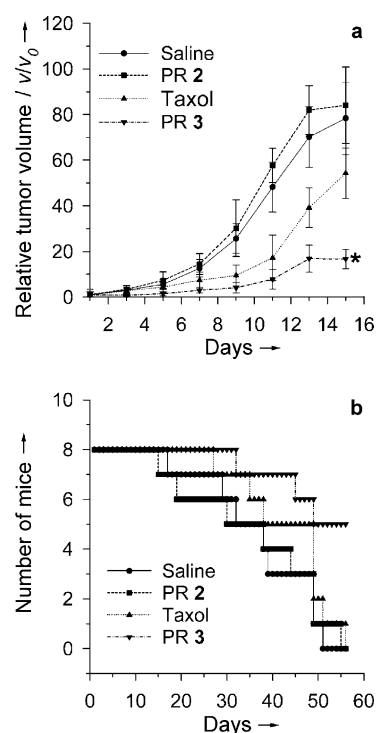 a
Relative tumor volume / v/v0 →
120
100
80
60
40
20
0
Saline
PR 2
Taxol
PR 3
*
2 4 6 8 10 12 14 16
Days →
b
Number of mice →
10
8
6
4
2
0
Saline
PR 2
Taxol
PR 3
0 10 20 30 40 50 60
Days →